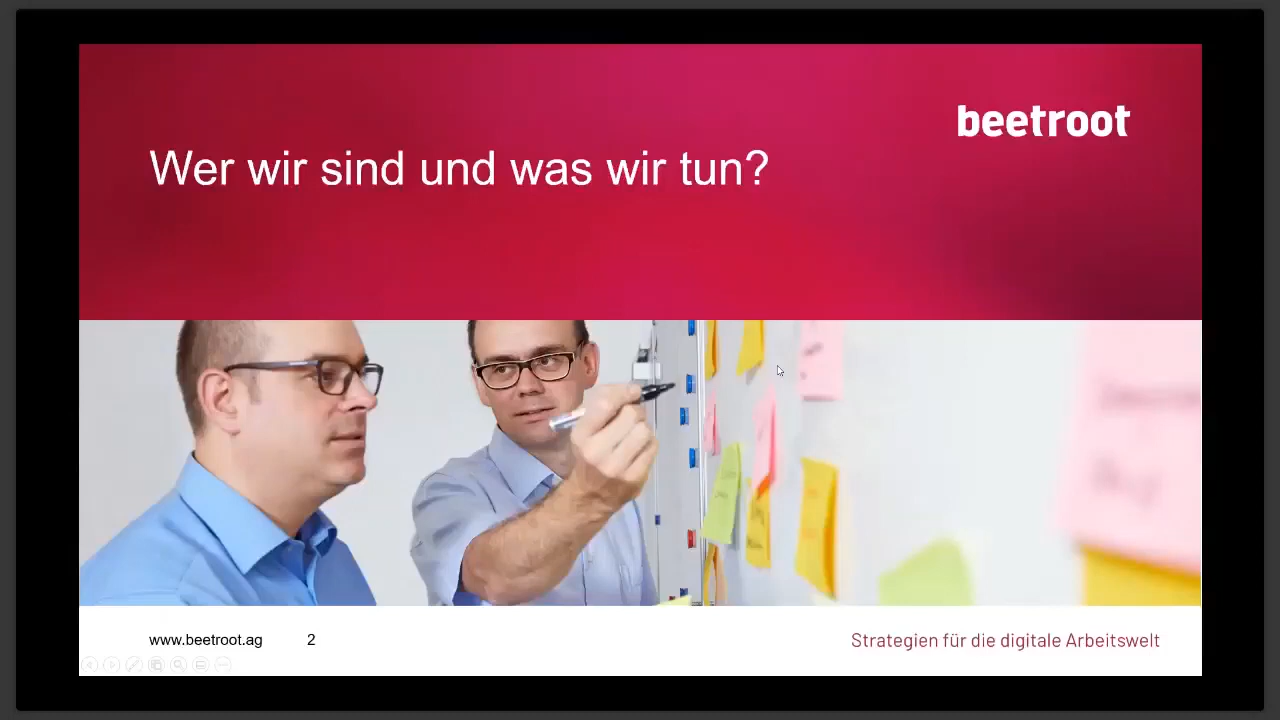 beetroot
Wer wir sind und was wir tun?
www.beetroot.ag 2
Strategien für die digitale Arbeitswelt